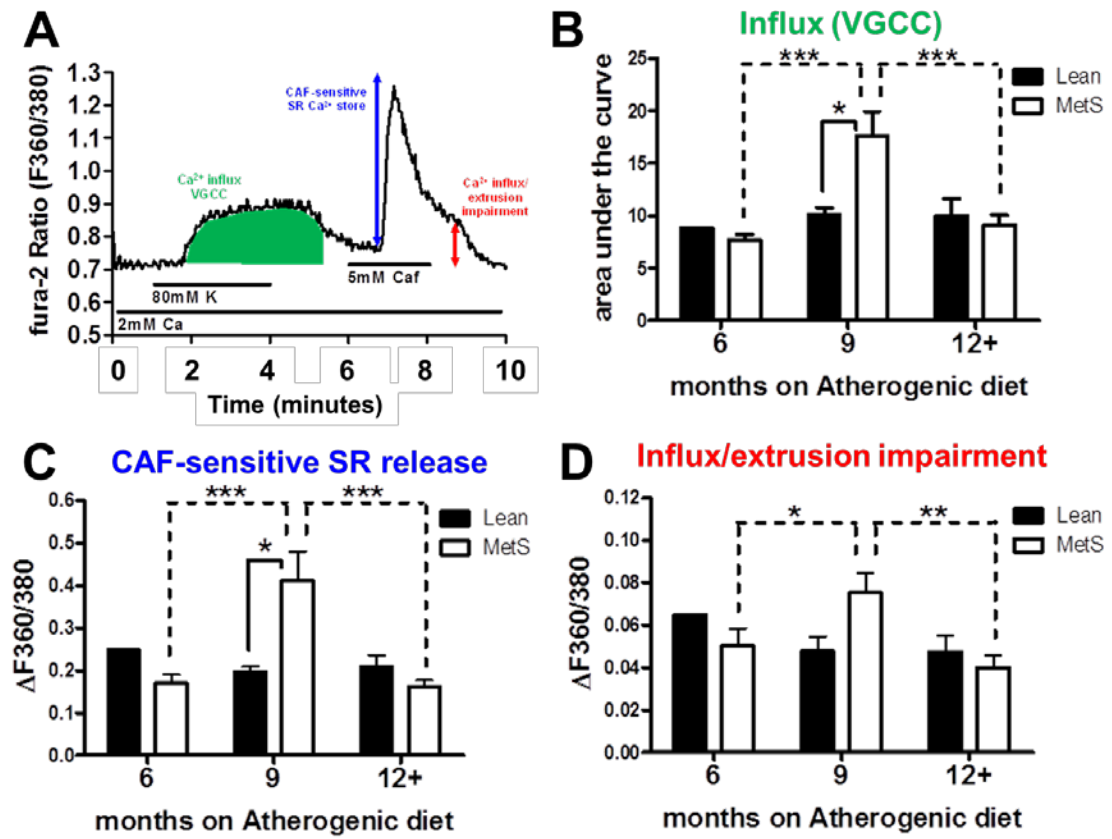 A
fura-2 Ratio (F360/380)
1.3
1.2
1.1
1.0
0.9
0.8
0.7
0.6
0.5
CAF-sensitive
SR Ca²⁺ store
Ca²⁺ influx
VGCC
Ca²⁺ influx/
extrusion
impairment
80mM K
5mM Caf
2mM Ca
0 2 4 6 8 10
Time (minutes)
B
Influx (VGCC)
area under the curve
25
20
15
10
5
0
***
***
*
Lean
MetS
6 9 12+
months on Atherogenic diet
C
CAF-sensitive SR release
ΔF360/380
0.6
0.5
0.4
0.3
0.2
0.1
0.0
***
***
*
Lean
MetS
6 9 12+
months on Atherogenic diet
D
Influx/extrusion impairment
ΔF360/380
0.12
0.10
0.08
0.06
0.04
0.02
0.00
*
**
Lean
MetS
6 9 12+
months on Atherogenic diet